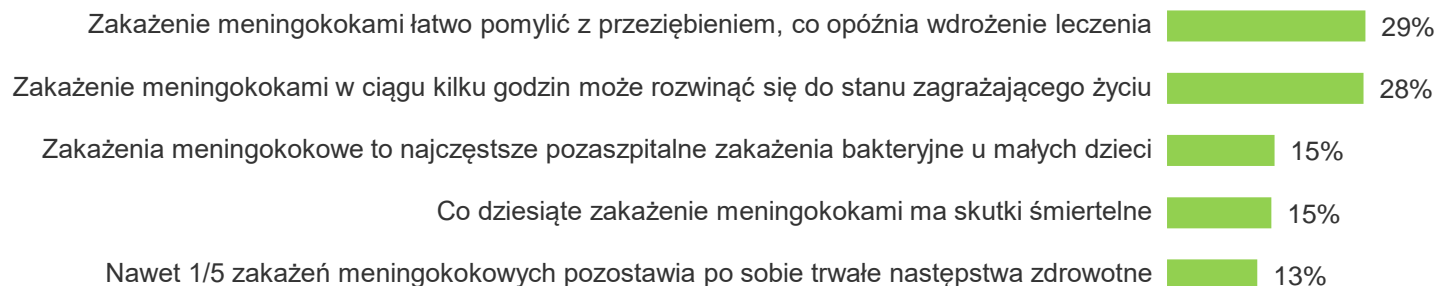 Zakażenie meningokokami łatwo pomylić z przeziębieniem, co opóźnia wdrożenie leczenia 29%
Zakażenie meningokokami w ciągu kilku godzin może rozwinąć się do stanu zagrażającego życiu 28%
Zakażenia meningokokowe to najczęstsze pozaszpitalne zakażenia bakteryjne u małych dzieci 15%
Co dziesiąte zakażenie meningokokami ma skutki śmiertelne 15%
Nawet 1/5 zakażeń meningokokowych pozostawia po sobie trwałe następstwa zdrowotne 13%